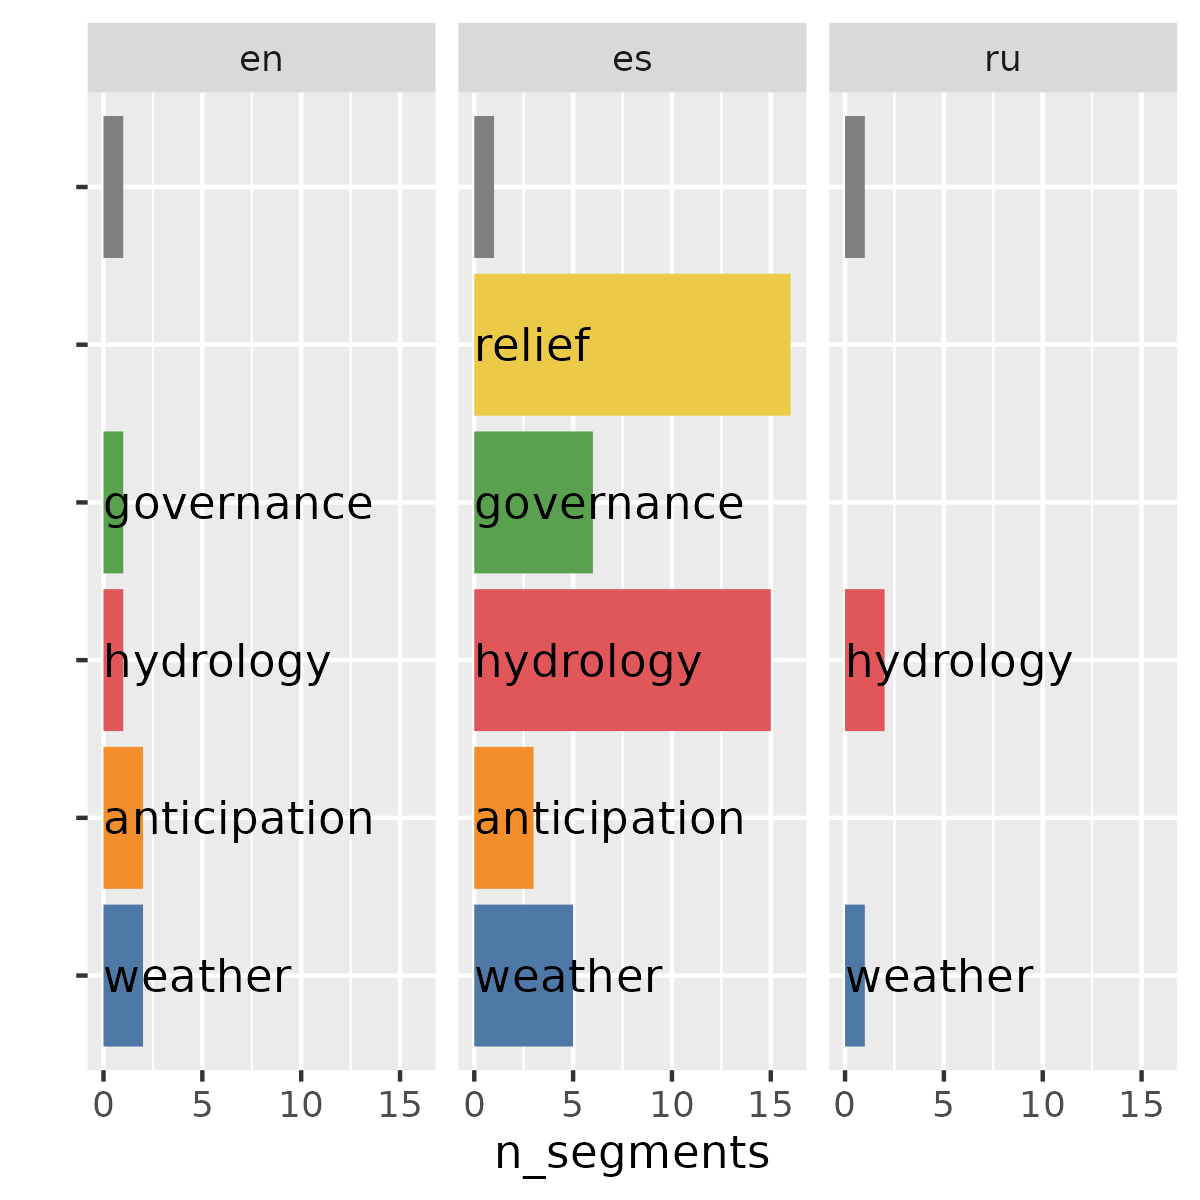 en es ru
relief
governance governance
hydrology hydrology hydrology
anticipation anticipation
weather weather weather
0 5 10 15 0 5 10 15 0 5 10 15
n_segments